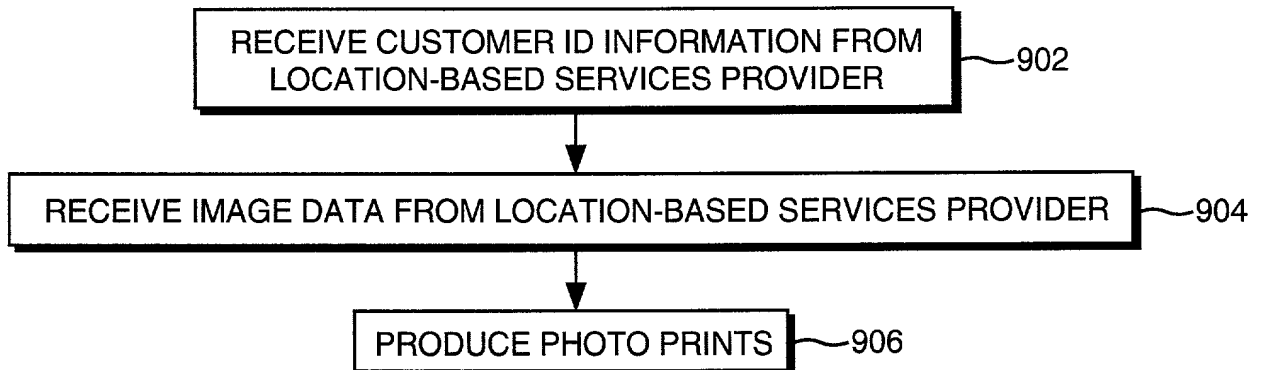 RECEIVE CUSTOMER ID INFORMATION FROM
LOCATION-BASED SERVICES PROVIDER
902
RECEIVE IMAGE DATA FROM LOCATION-BASED SERVICES PROVIDER
904
PRODUCE PHOTO PRINTS
906